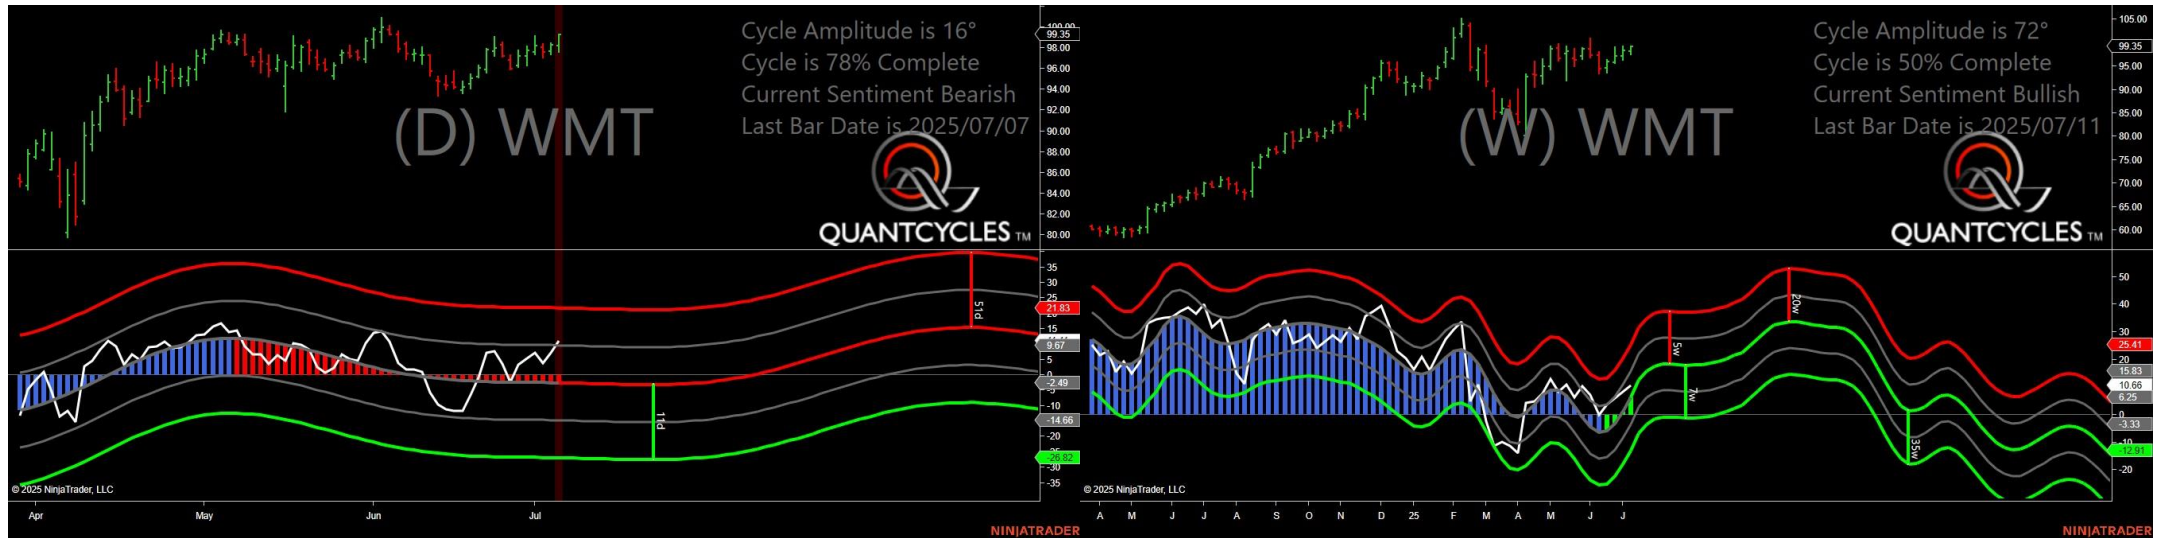 Cycle Amplitude is 16°
Cycle is 78% Complete
Current Sentiment Bearish
Last Bar Date is 2025/07/07
(D) WMT
QUANTCYCLES TM
100.00
99.35
98.00
96.00
94.00
92.00
90.00
88.00
86.00
84.00
82.00
80.00
35
30
25
21.83
15
9.67
5
0
-2.49
-10
-14.66
-20
-26.82
-30
-35
51d
11d
© 2025 NinjaTrader, LLC
Apr May Jun Jul
NINJATRADER
Cycle Amplitude is 72°
Cycle is 50% Complete
Current Sentiment Bullish
Last Bar Date is 2025/07/11
(W) WMT
QUANTCYCLES TM
105.00
99.35
95.00
90.00
85.00
80.00
75.00
70.00
65.00
60.00
50
40
30
25.41
20
15.83
10.66
6.25
0
-3.33
-10
-12.91
-20
5w
7w
20w
35w
© 2025 NinjaTrader, LLC
A M J J A S O N D 25 F M A M J J
NINJATRADER